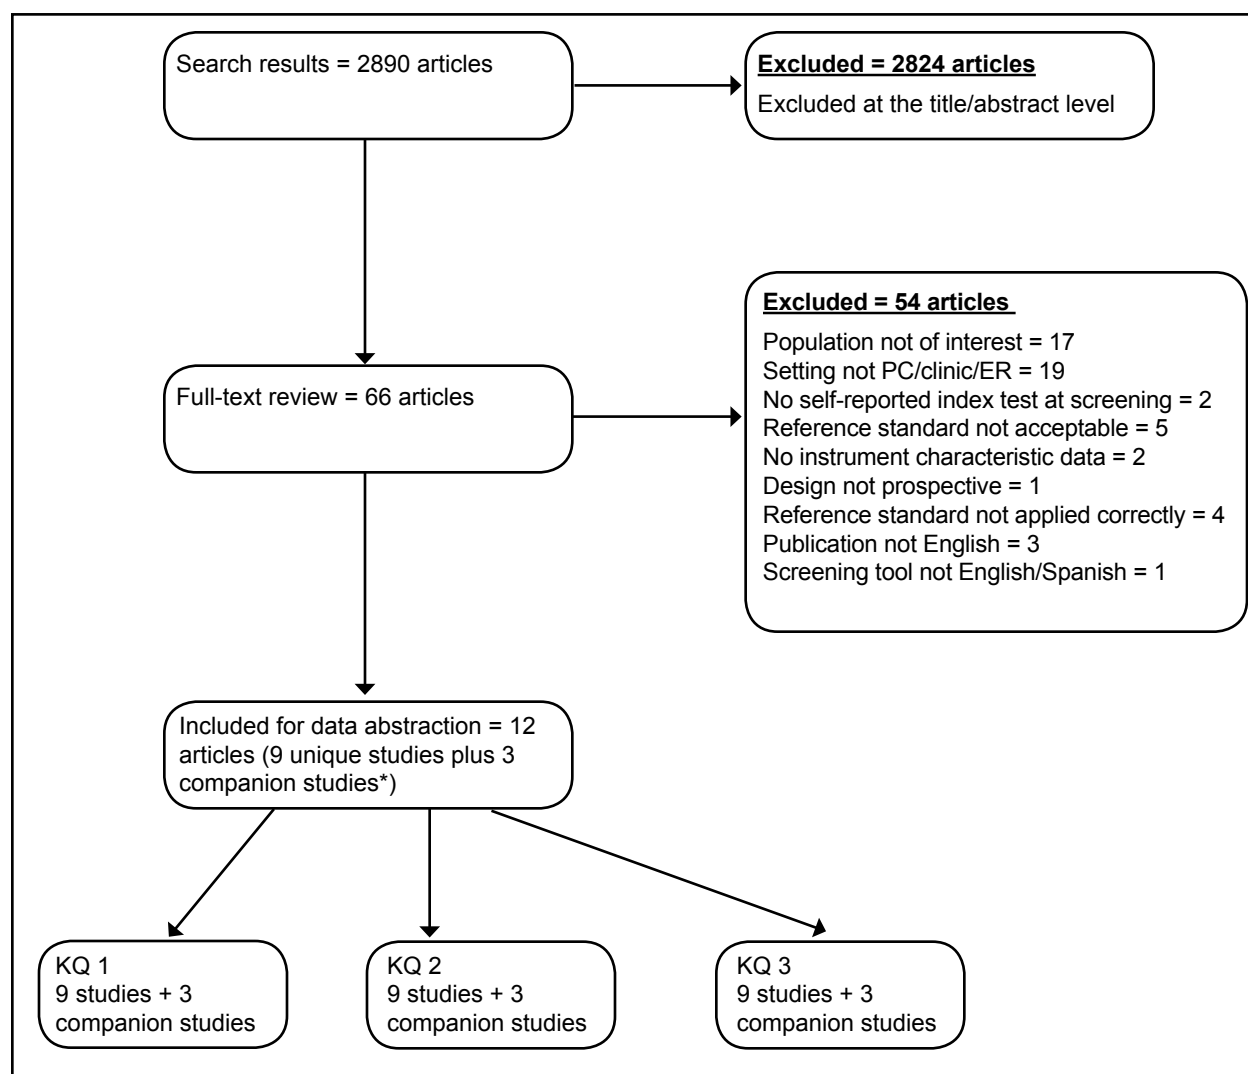 Search results = 2890 articles
Excluded = 2824 articles
Excluded at the title/abstract level
Full-text review = 66 articles
Excluded = 54 articles
Population not of interest = 17
Setting not PC/clinic/ER = 19
No self-reported index test at screening = 2
Reference standard not acceptable = 5
No instrument characteristic data = 2
Design not prospective = 1
Reference standard not applied correctly = 4
Publication not English = 3
Screening tool not English/Spanish = 1
Included for data abstraction = 12
articles (9 unique studies plus 3
companion studies*)
KQ 1
9 studies + 3
companion studies
KQ 2
9 studies + 3
companion studies
KQ 3
9 studies + 3
companion studies